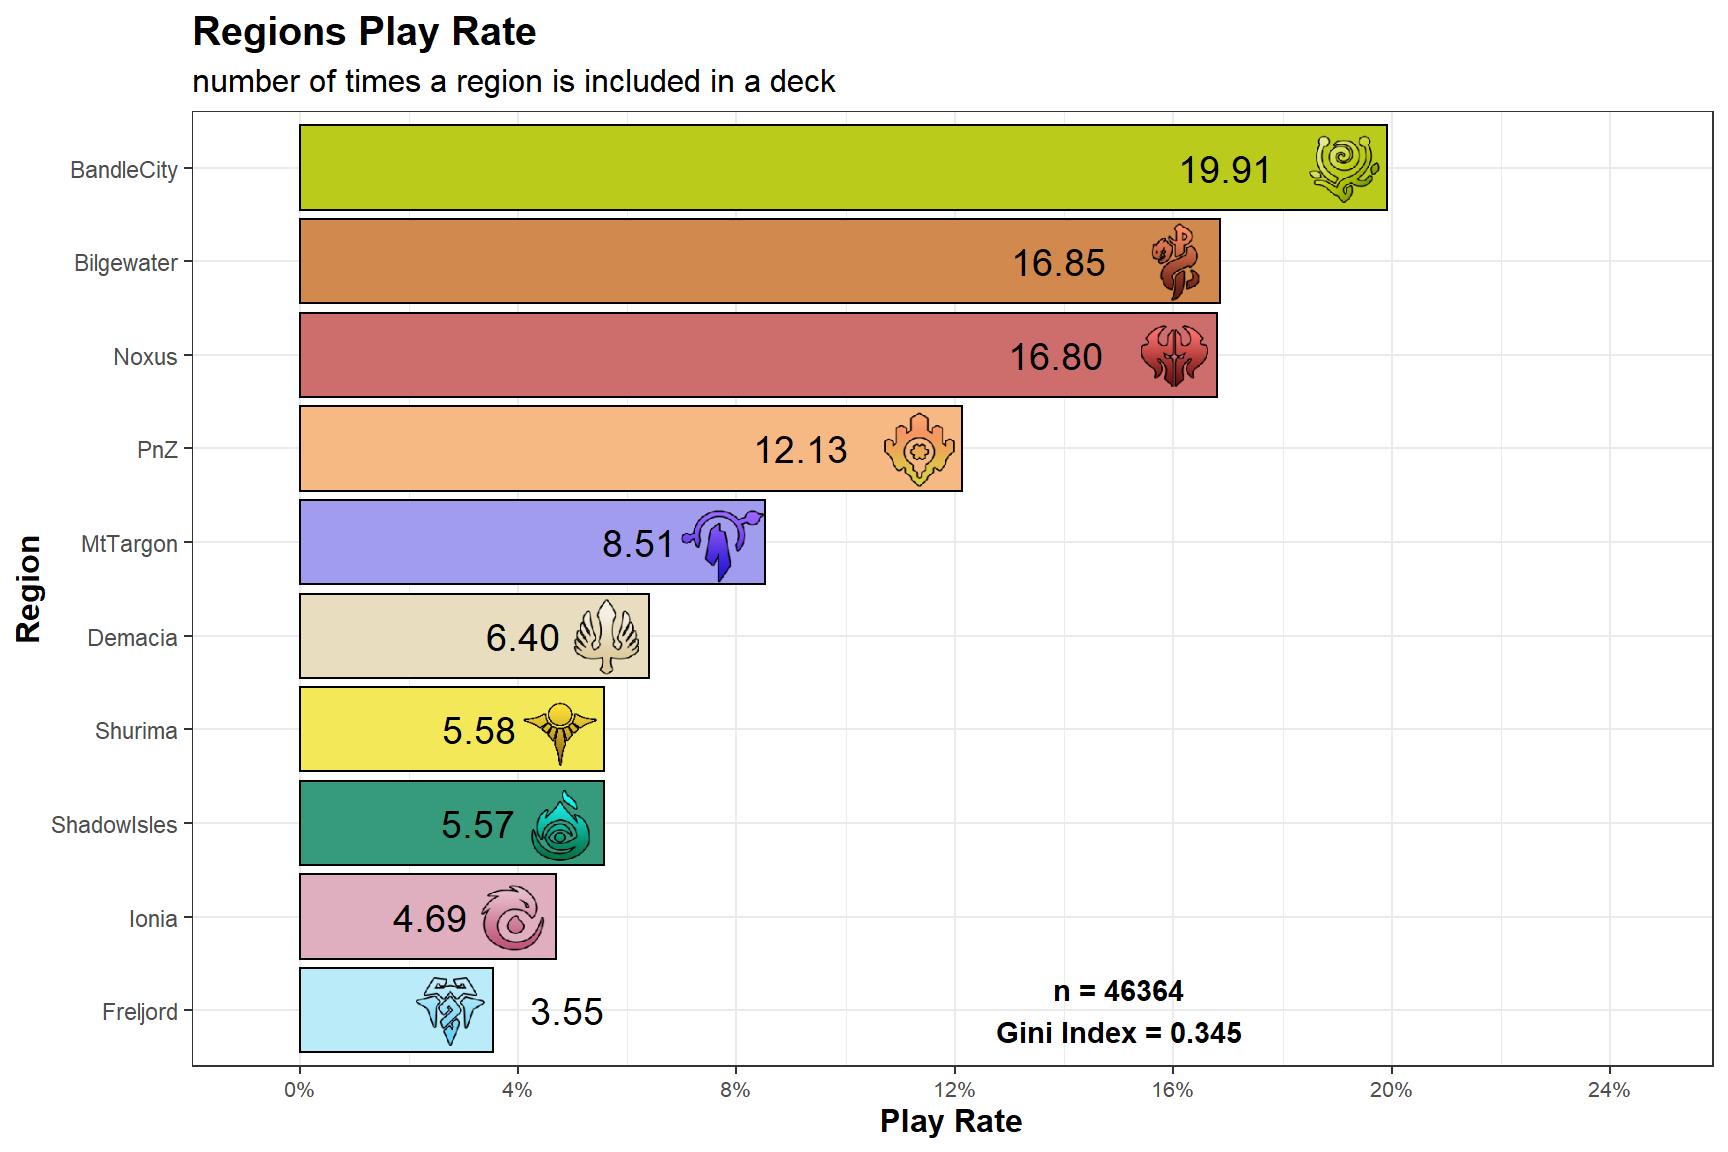 Regions Play Rate
number of times a region is included in a deck
Region
BandleCity 19.91
Bilgewater 16.85
Noxus 16.80
PnZ 12.13
MtTargon 8.51
Demacia 6.40
Shurima 5.58
ShadowIsles 5.57
Ionia 4.69
Freljord 3.55
n = 46364
Gini Index = 0.345
0% 4% 8% 12% 16% 20% 24%
Play Rate